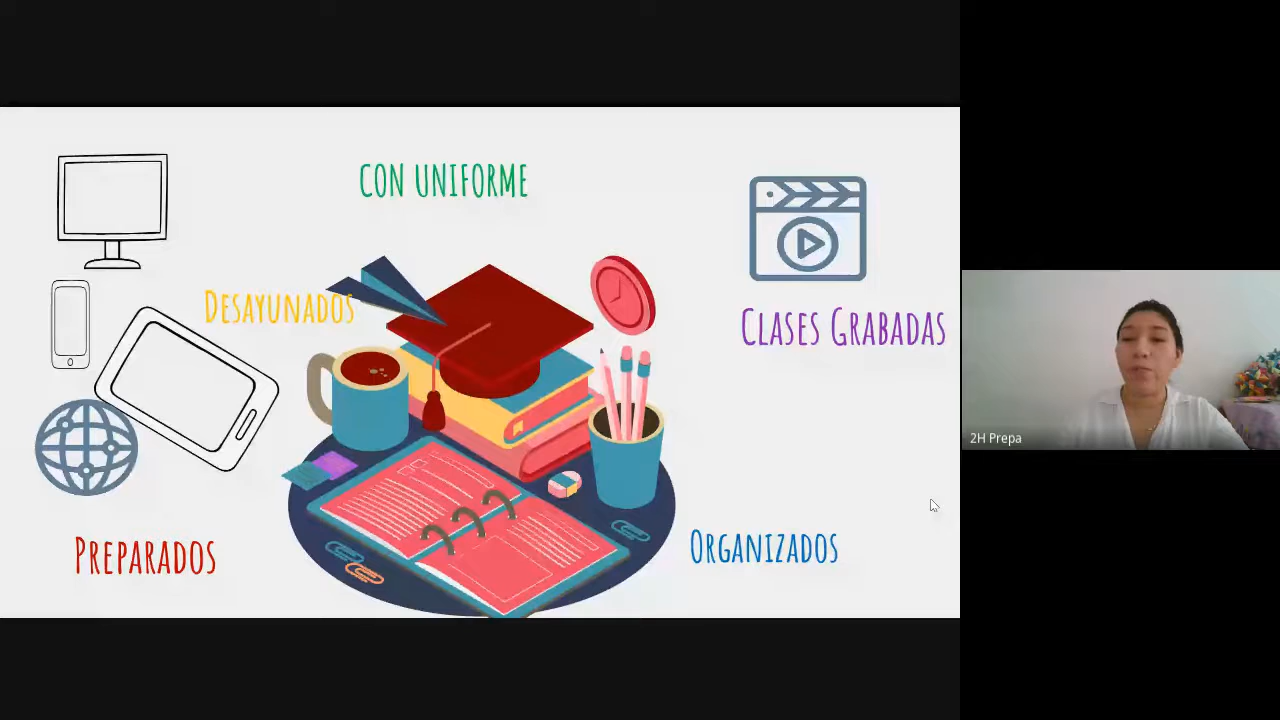 CON UNIFORME
DESAYUNADOS
CLASES GRABADAS
2H Prepa
PREPARADOS
ORGANIZADOS